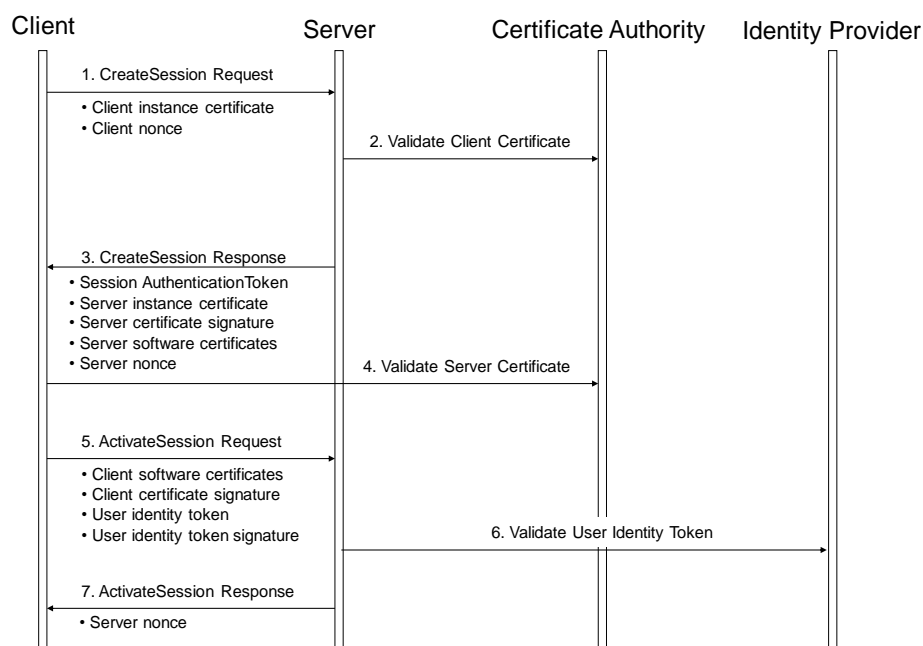 Client
Server
Certificate Authority
Identity Provider
1. CreateSession Request
• Client instance certificate
• Client nonce
2. Validate Client Certificate
3. CreateSession Response
• Session AuthenticationToken
• Server instance certificate
• Server certificate signature
• Server software certificates
• Server nonce
4. Validate Server Certificate
5. ActivateSession Request
• Client software certificates
• Client certificate signature
• User identity token
• User identity token signature
6. Validate User Identity Token
7. ActivateSession Response
• Server nonce